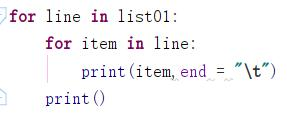 for line in list01:
    for item in line:
        print(item,end = "\t")
    print()